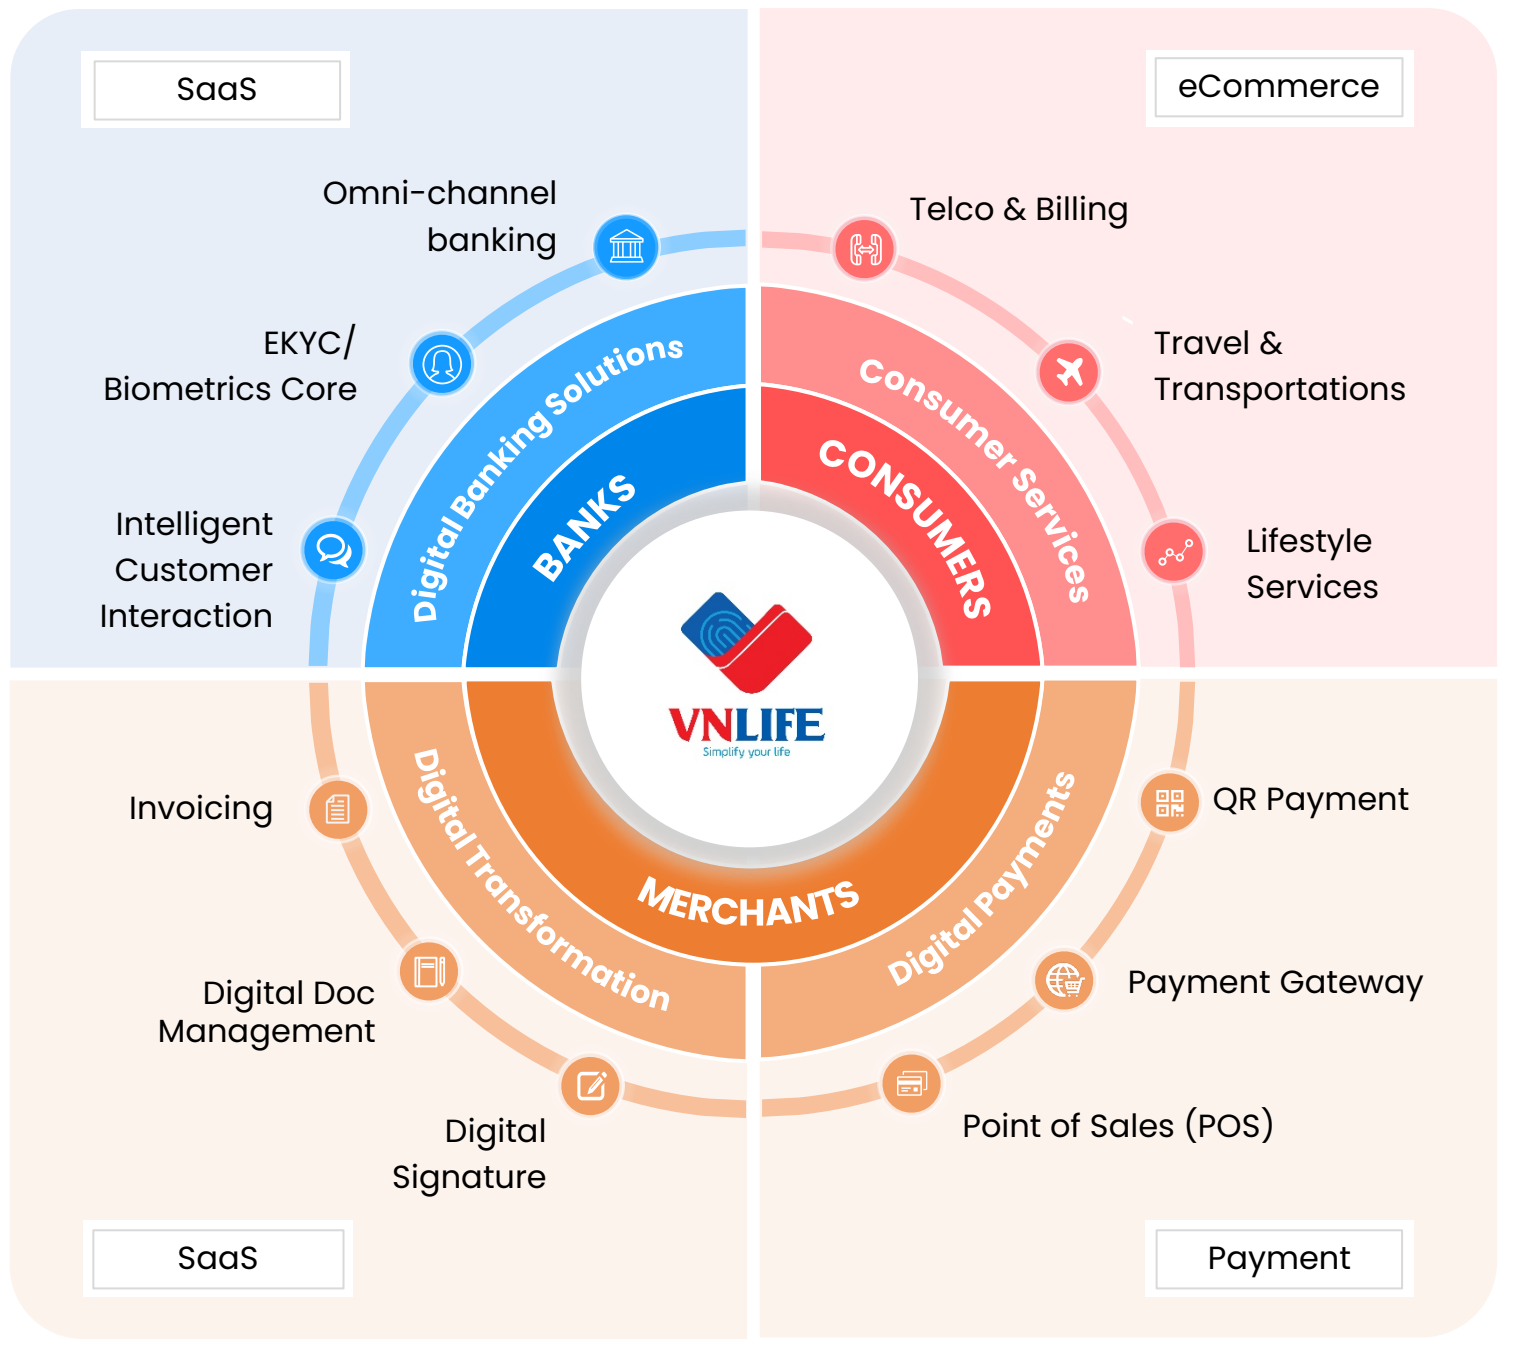 SaaS
eCommerce
Omni-channel
banking
EKYC/
Biometrics Core
Intelligent
Customer
Interaction
Digital Banking Solutions
BANKS
Telco & Billing
Travel &
Transportations
Lifestyle
Services
Consumer Services
CONSUMERS
VNLIFE
Simplify your life
Invoicing
Digital Doc
Management
Digital
Signature
Digital Transformation
MERCHANTS
Digital Payments
QR Payment
Payment Gateway
Point of Sales (POS)
SaaS
Payment